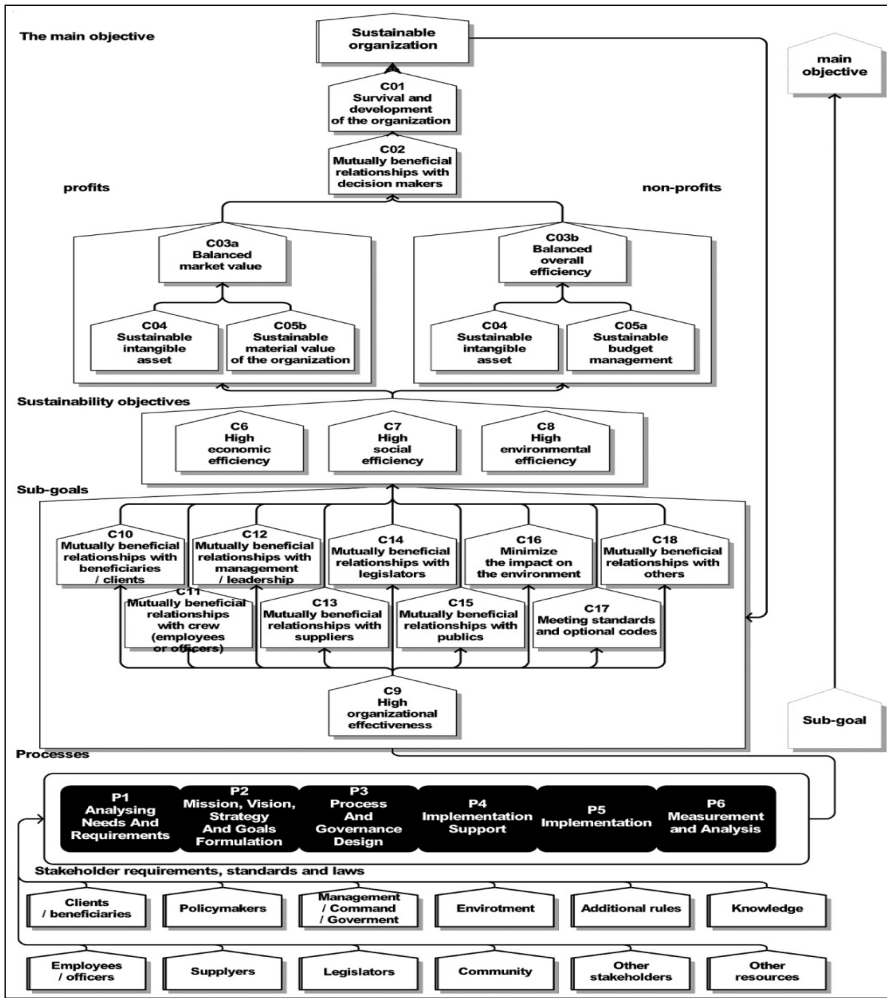 The main objective
Sustainable
organization
main
objective
C01
Survival and
development
of the organization
C02
Mutually beneficial
relationships with
decision makers
profits
non-profits
C03a
Balanced
market value
C03b
Balanced
overall
efficiency
C04
Sustainable
intangible
asset
C05b
Sustainable
material value
of the organization
C04
Sustainable
intangible
asset
C05a
Sustainable
budget
management
Sustainability objectives
C6
High
economic
efficiency
C7
High
social
efficiency
C8
High
environmental
efficiency
Sub-goals
C10
Mutually beneficial
relationships with
beneficiaries
/ clients
C12
Mutually beneficial
relationships with
management
/ leadership
C14
Mutually beneficial
relationships with
legislators
C16
Minimize
the impact on
the environment
C18
Mutually beneficial
relationships with
others
C11
Mutually beneficial
relationships
with crew
(employees
or officers)
C13
Mutually beneficial
relationships with
suppliers
C15
Mutually beneficial
relationships with
publics
C17
Meeting standards
and optional codes
C9
High
organizational
effectiveness
Sub-goal
Processes
P1
Analysing
Needs And
Requirements
P2
Mission, Vision,
Strategy
And Goals
Formulation
P3
Process
And
Governance
Design
P4
Implementation
Support
P5
Implementation
P6
Measurement
and Analysis
Stakeholder requirements, standards and laws
Clients
/ beneficiaries
Policymakers
Management
/ Command
/ Goverment
Envirotment
Additional rules
Knowledge
Employees
/ officers
Supplyers
Legislators
Community
Other
stakeholders
Other
resources